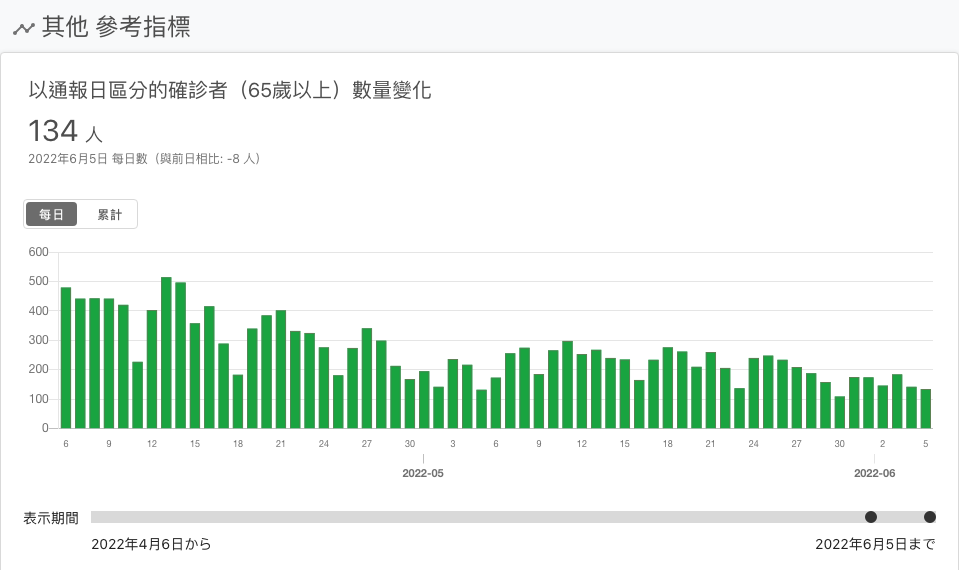 其他 參考指標
以通報日區分的確診者（65歲以上）數量變化
134 人
2022年6月5日 每日數（與前日相比: -8 人）
每日 累計
600
500
400
300
200
100
0
6 9 12 15 18 21 24 27 30 3 6 9 12 15 18 21 24 27 30 2 5
2022-05 2022-06
表示期間
2022年4月6日から 2022年6月5日まで